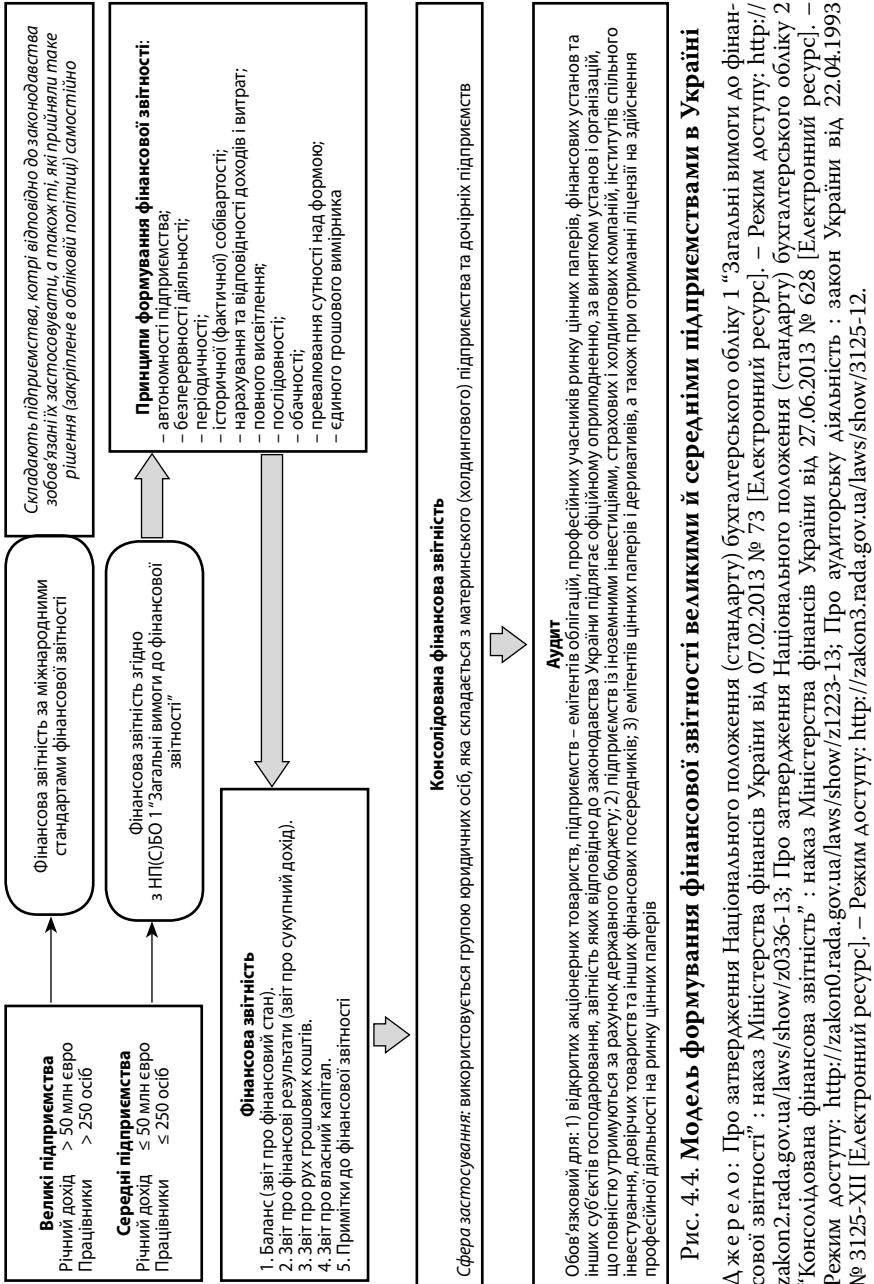 Великі підприємства
Річний дохід > 50 млн євро
Працівники > 250 осіб
Середні підприємства
Річний дохід ≤ 50 млн євро
Працівники ≤ 250 осіб
Фінансова звітність за міжнародними
стандартами фінансової звітності
Складають підприємства, котрі відповідно до законодавства
зобов’язані їх застосовувати, а також ті, які прийняли таке
рішення (закріплене в обліковій політиці) самостійно
Фінансова звітність згідно
з НП(С)БО 1 “Загальні вимоги до фінансової
звітності”
Принципи формування фінансової звітності:
– автономності підприємства;
– безперервності діяльності;
– періодичності;
– історичної (фактичної) собівартості;
– нарахування та відповідності доходів і витрат;
– повного висвітлення;
– послідовності;
– обачності;
– превалювання сутності над формою;
– єдиного грошового вимірника
Фінансова звітність
1. Баланс (звіт про фінансовий стан).
2. Звіт про фінансові результати (звіт про сукупний дохід).
3. Звіт про рух грошових коштів.
4. Звіт про власний капітал.
5. Примітки до фінансової звітності
Консолідована фінансова звітність
Сфера застосування: використовується групою юридичних осіб, яка складається з материнського (холдингового) підприємства та дочірніх підприємств
Аудит
Обов’язковий для: 1) відкритих акціонерних товариств, підприємств – емітентів облігацій, професійних учасників ринку цінних паперів, фінансових установ та
інших суб’єктів господарювання, звітність яких відповідно до законодавства України підлягає офіційному оприлюдненню, за винятком установ і організацій,
що повністю утримуються за рахунок державного бюджету; 2) підприємств із іноземними інвестиціями, страхових і холдингових компаній, інститутів спільного
інвестування, довірчих товариств та інших фінансових посередників; 3) емітентів цінних паперів і деривативів, а також при отриманні ліцензії на здійснення
професійної діяльності на ринку цінних паперів
Рис. 4.4. Модель формування фінансової звітності великими й середніми підприємствами в Україні
Джерело: Про затвердження Національного положення (стандарту) бухгалтерського обліку 1 “Загальні вимоги до фінан-
сової звітності” : наказ Міністерства фінансів України від 07.02.2013 № 73 [Електронний ресурс]. – Режим доступу: http://
zakon2.rada.gov.ua/laws/show/z0336-13; Про затвердження Національного положення (стандарту) бухгалтерського обліку 2
“Консолідована фінансова звітність” : наказ Міністерства фінансів України від 27.06.2013 № 628 [Електронний ресурс]. –
Режим доступу: http://zakon0.rada.gov.ua/laws/show/z1223-13; Про аудиторську діяльність : закон України від 22.04.1993
№ 3125-XII [Електронний ресурс]. – Режим доступу: http://zakon3.rada.gov.ua/laws/show/3125-12.